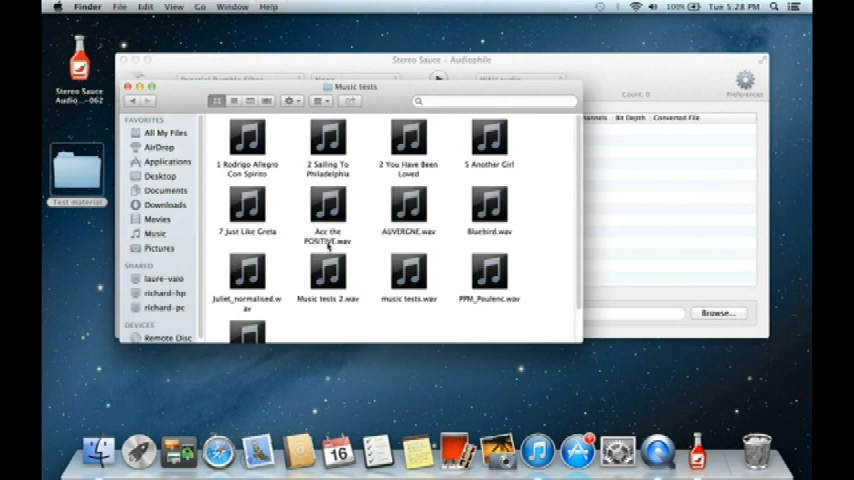 Finder File Edit View Go Window Help
100% Tue 5:28 PM
Stereo Sauce – Audiophile
Stereo Sauce
Audio...-062
Test material
Count: 0
Preferences
Bit Depth Converted File
Browse...
Music tests
FAVORITES
All My Files
AirDrop
Applications
Desktop
Documents
Downloads
Movies
Music
Pictures
SHARED
laure-vaio
richard-hp
richard-pc
DEVICES
Remote Disc
1 Rodrigo Allegro
Con Spirito
2 Sailing To
Philadelphia
2 You Have Been
Loved
5 Another Girl
7 Just Like Greta
Acc the
POSITIVE.wav
AUVERGNE.wav
Bluebird.wav
Juliet_normalised.w
av
Music tests 2.wav
music tests.wav
PPM_Poulenc.wav
16